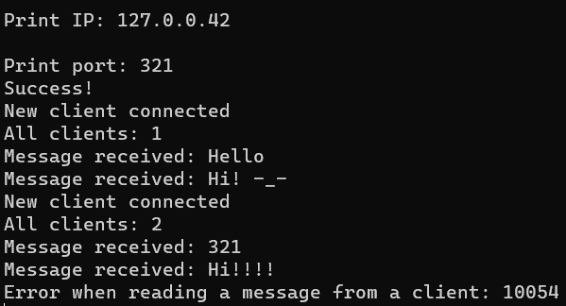 Print IP: 127.0.0.42
Print port: 321
Success!
New client connected
All clients: 1
Message received: Hello
Message received: Hi! -_-
New client connected
All clients: 2
Message received: 321
Message received: Hi!!!!
Error when reading a message from a client: 10054